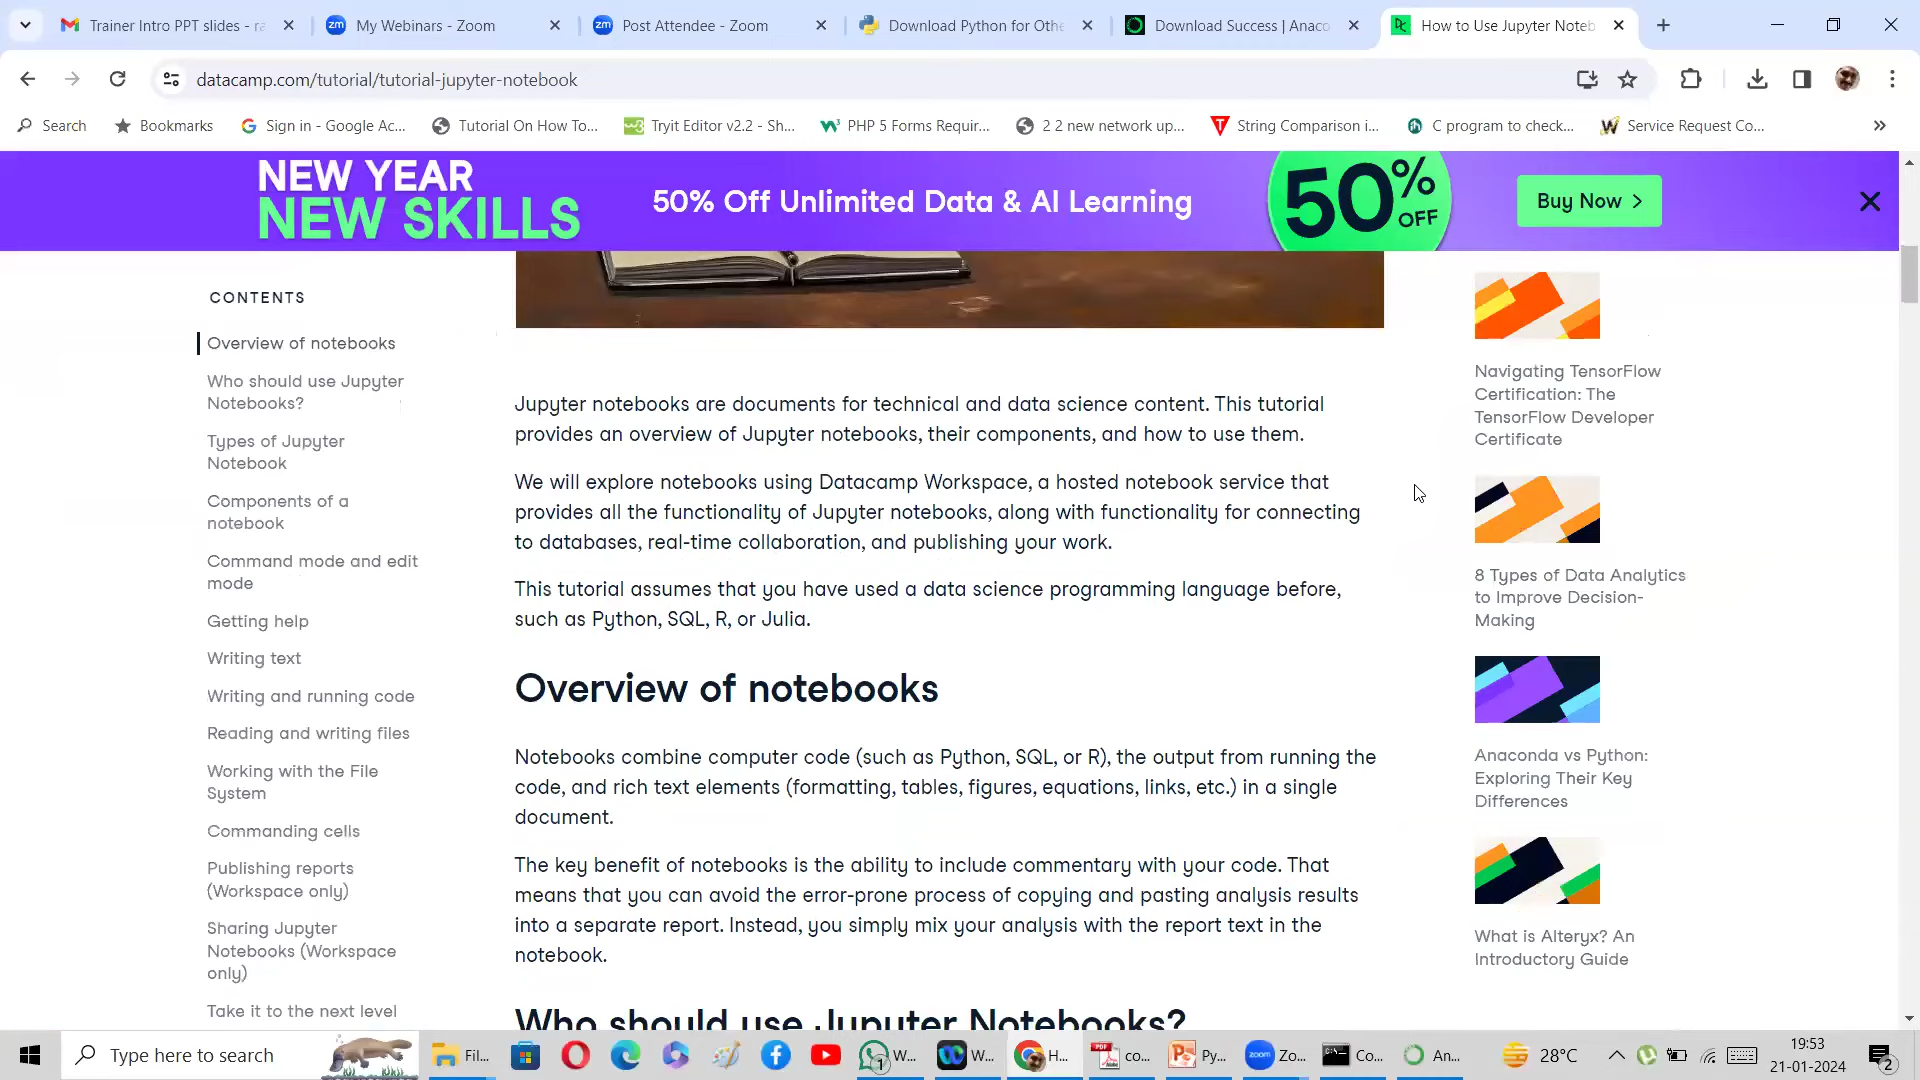 Trainer Intro PPT slides - ra
My Webinars - Zoom
Post Attendee - Zoom
Download Python for Othe
Download Success | Anaco
How to Use Jupyter Noteb
datacamp.com/tutorial/tutorial-jupyter-notebook
Search
Bookmarks
Sign in - Google Ac...
Tutorial On How To...
Tryit Editor v2.2 - Sh...
PHP 5 Forms Requir...
2 2 new network up...
String Comparison i...
C program to check...
Service Request Co...
NEW YEAR
NEW SKILLS
50% Off Unlimited Data & AI Learning
50% OFF
Buy Now
CONTENTS
Overview of notebooks
Who should use Jupyter
Notebooks?
Types of Jupyter
Notebook
Components of a
notebook
Command mode and edit
mode
Getting help
Writing text
Writing and running code
Reading and writing files
Working with the File
System
Commanding cells
Publishing reports
(Workspace only)
Sharing Jupyter
Notebooks (Workspace
only)
Take it to the next level
Jupyter notebooks are documents for technical and data science content. This tutorial
provides an overview of Jupyter notebooks, their components, and how to use them.
We will explore notebooks using Datacamp Workspace, a hosted notebook service that
provides all the functionality of Jupyter notebooks, along with functionality for connecting
to databases, real-time collaboration, and publishing your work.
This tutorial assumes that you have used a data science programming language before,
such as Python, SQL, R, or Julia.
Overview of notebooks
Notebooks combine computer code (such as Python, SQL, or R), the output from running the
code, and rich text elements (formatting, tables, figures, equations, links, etc.) in a single
document.
The key benefit of notebooks is the ability to include commentary with your code. That
means that you can avoid the error-prone process of copying and pasting analysis results
into a separate report. Instead, you simply mix your analysis with the report text in the
notebook.
Who should use Jupyter Notebooks?
Navigating TensorFlow
Certification: The
TensorFlow Developer
Certificate
8 Types of Data Analytics
to Improve Decision-
Making
Anaconda vs Python:
Exploring Their Key
Differences
What is Alteryx? An
Introductory Guide
Type here to search
Fil...
W...
W...
H...
co...
Py...
Zo...
Co...
An...
28°C
19:53
21-01-2024
2